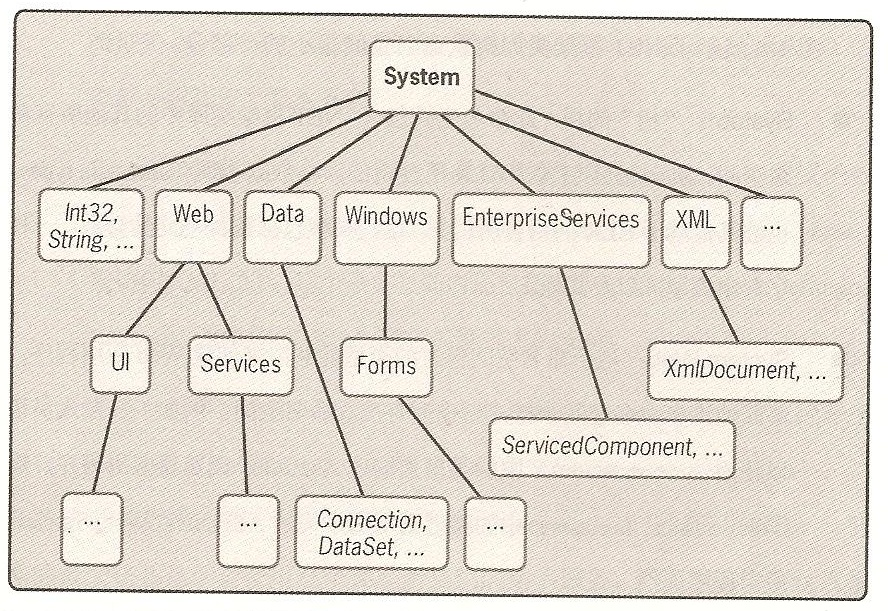 System
Int32,
String, ...
Web
Data
Windows
EnterpriseServices
XML
...
UI
Services
Forms
XmlDocument, ...
ServicedComponent, ...
...
...
Connection,
DataSet, ...
...